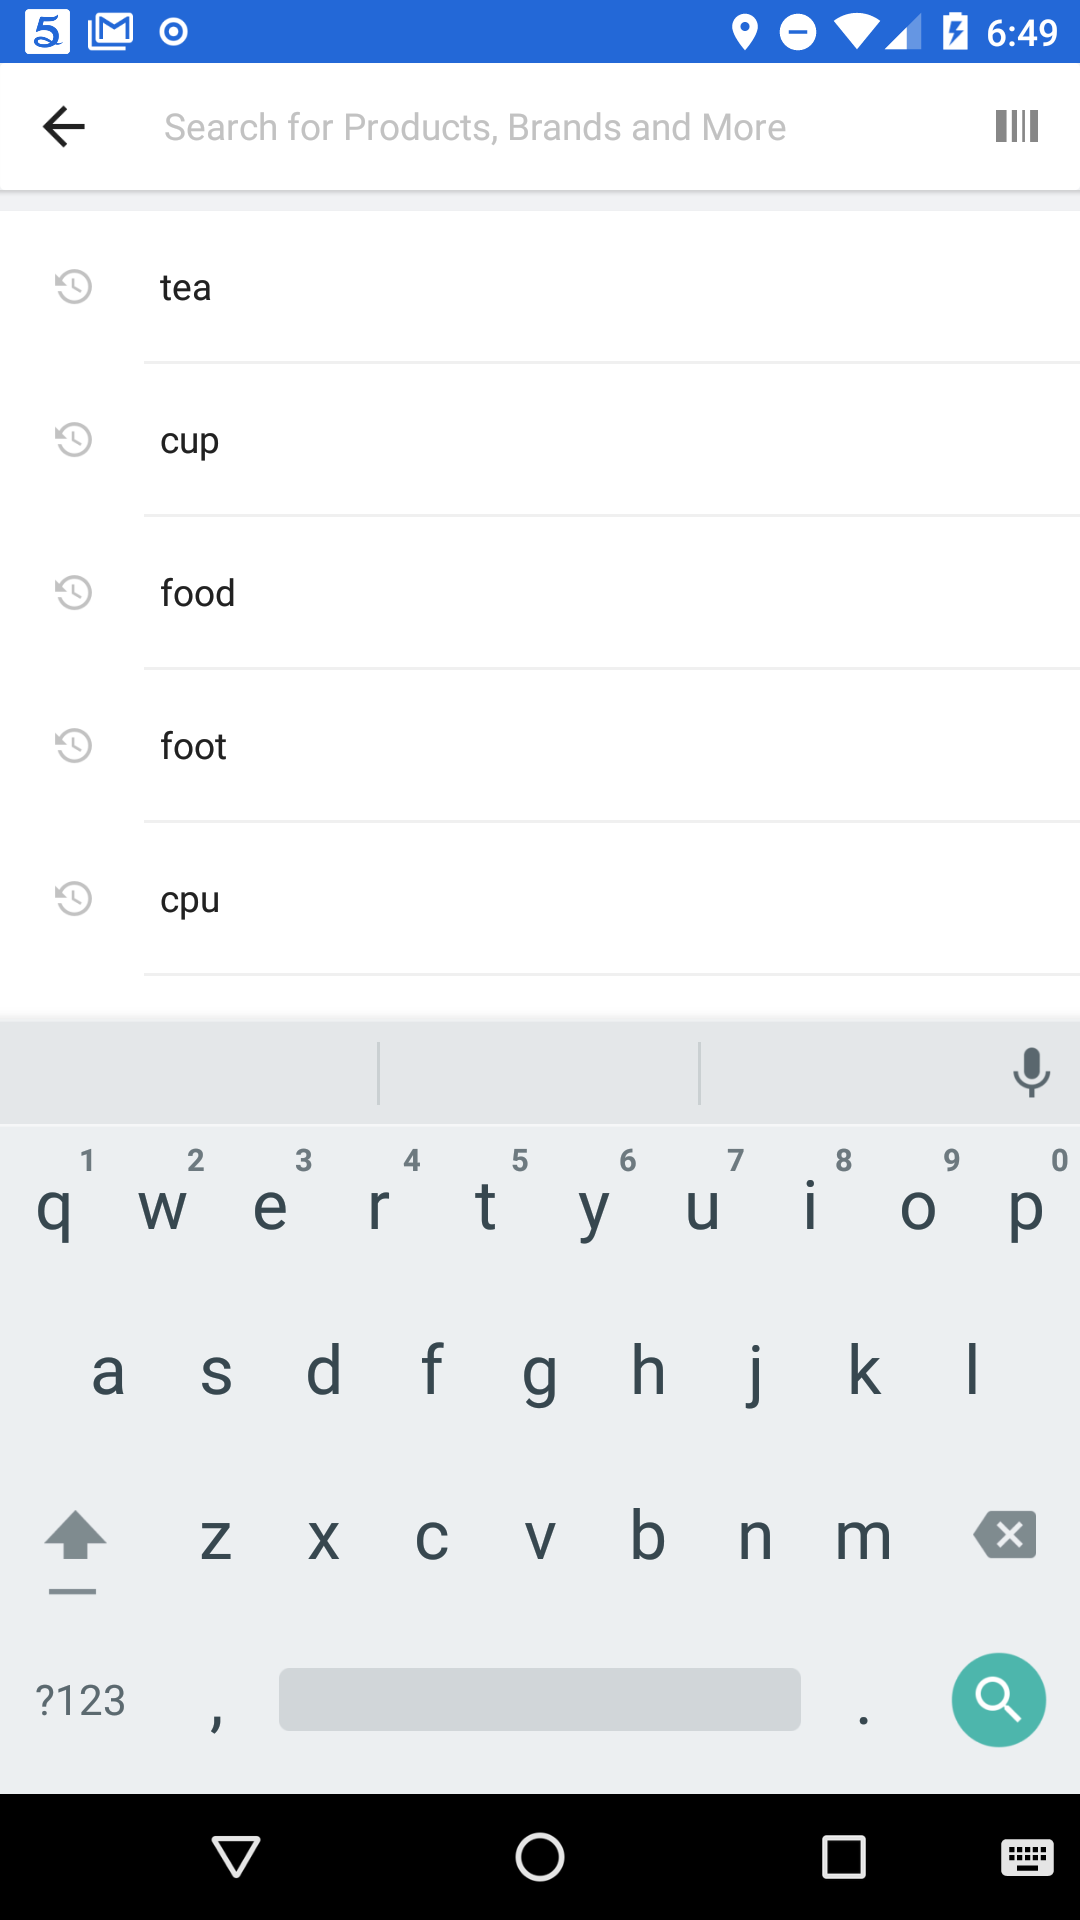 5
6:49
Search for Products, Brands and More
tea
cup
food
foot
cpu
1 2 3 4 5 6 7 8 9 0
q w e r t y u i o p
a s d f g h j k l
z x c v b n m
?123 , .